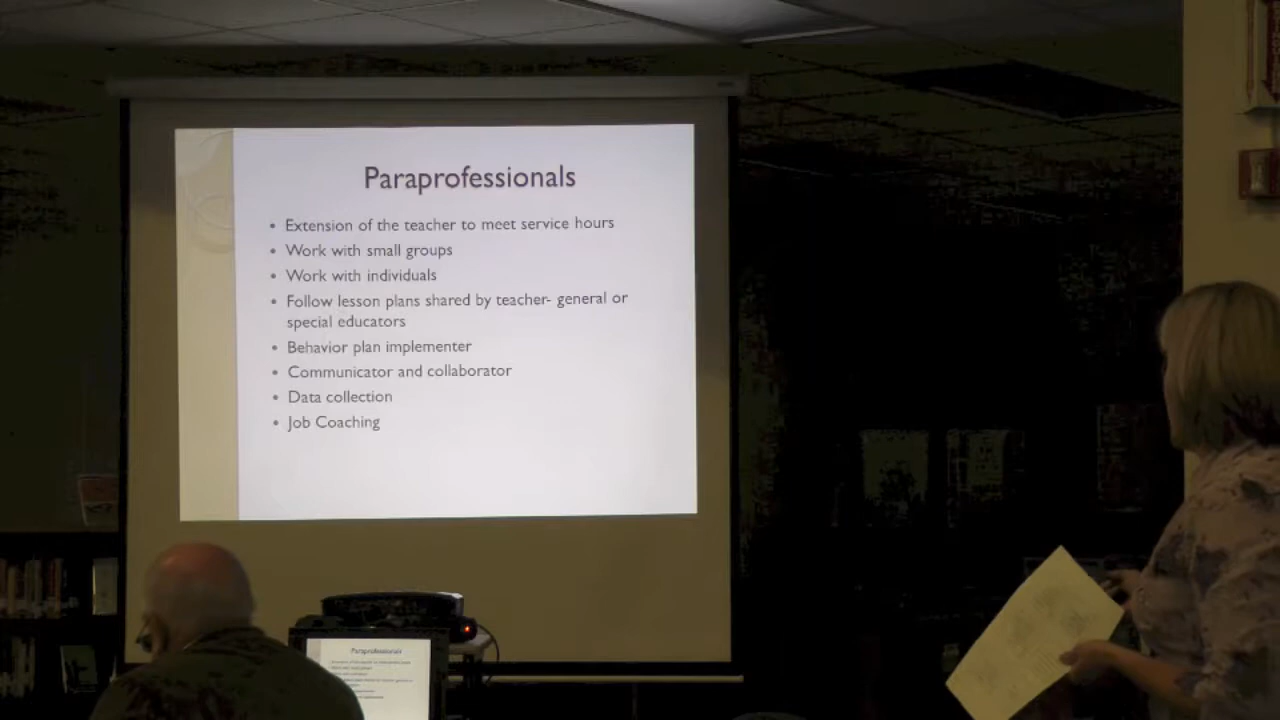 Paraprofessionals
• Extension of the teacher to meet service hours
• Work with small groups
• Work with individuals
• Follow lesson plans shared by teacher- general or
special educators
• Behavior plan implementer
• Communicator and collaborator
• Data collection
• Job Coaching
Paraprofessionals